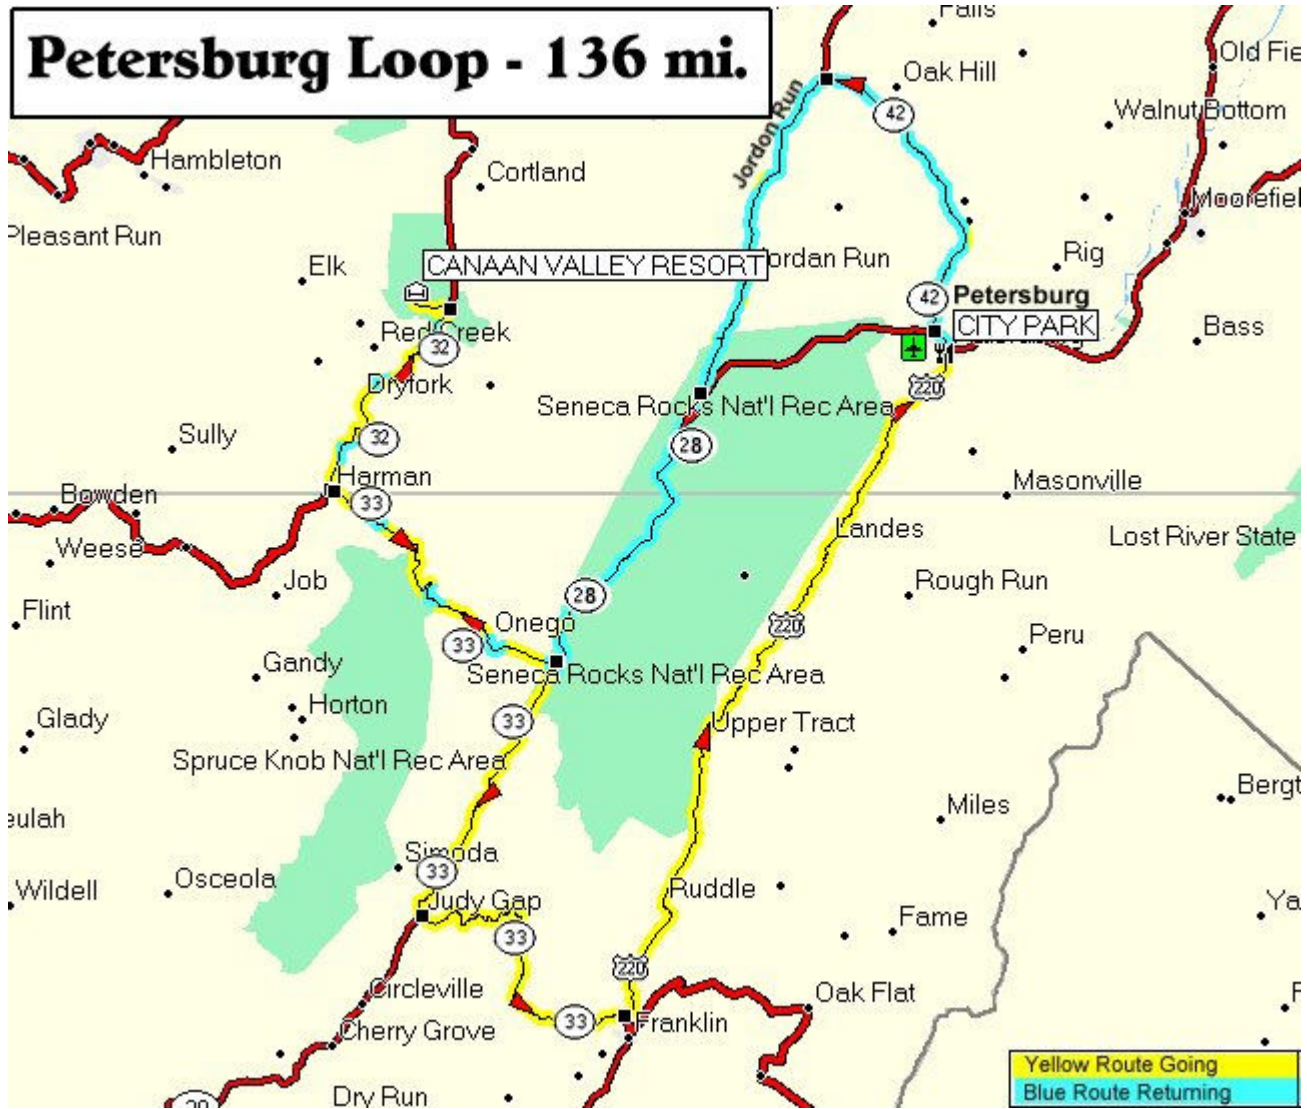 Petersburg Loop - 136 mi.
Falls
Old Fie
Oak Hill
42
Walnut Bottom
Jordon Run
Hambleton
Cortland
Moorefiel
Pleasant Run
Elk
CANAAN VALLEY RESORT
ordan Run
Rig
42
Petersburg
CITY PARK
Bass
Red Creek
32
Dryfork
220
Seneca Rocks Nat'l Rec Area
Sully
32
28
Harman
Masonville
Bowden
33
Landes
Lost River State
Weese
Job
Rough Run
28
Flint
Onego
220
Peru
33
Gandy
Seneca Rocks Nat'l Rec Area
Horton
33
Glady
Upper Tract
Spruce Knob Nat'l Rec Area
Bergt
Miles
eulah
Simoda
33
Osceola
Wildell
Ruddle
Judy Gap
Ya
Fame
33
220
Circleville
Oak Flat
33
Franklin
Cherry Grove
Yellow Route Going
Blue Route Returning
Dry Run